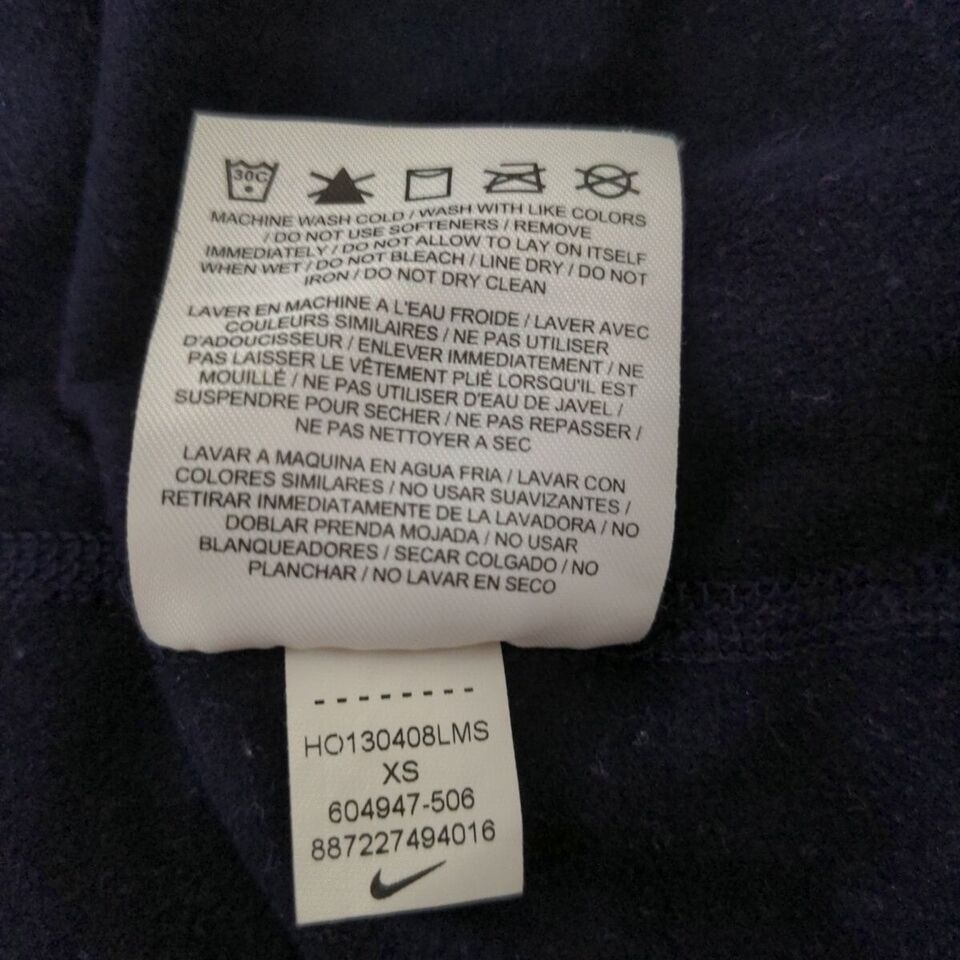 30C
MACHINE WASH COLD / WASH WITH LIKE COLORS
/ DO NOT USE SOFTENERS / REMOVE
IMMEDIATELY / DO NOT ALLOW TO LAY ON ITSELF
WHEN WET / DO NOT BLEACH / LINE DRY / DO NOT
IRON / DO NOT DRY CLEAN
LAVER EN MACHINE A L'EAU FROIDE / LAVER AVEC
COULEURS SIMILAIRES / NE PAS UTILISER
D'ADOUCISSEUR / ENLEVER IMMEDIATEMENT / NE
PAS LAISSER LE VÊTEMENT PLIÉ LORSQU'IL EST
MOUILLÉ / NE PAS UTILISER D'EAU DE JAVEL /
SUSPENDRE POUR SECHER / NE PAS REPASSER /
NE PAS NETTOYER A SEC
LAVAR A MAQUINA EN AGUA FRIA / LAVAR CON
COLORES SIMILARES / NO USAR SUAVIZANTES /
RETIRAR INMEDIATAMENTE DE LA LAVADORA / NO
DOBLAR PRENDA MOJADA / NO USAR
BLANQUEADORES / SECAR COLGADO / NO
PLANCHAR / NO LAVAR EN SECO
--------
HO130408LMS
XS
604947-506
887227494016